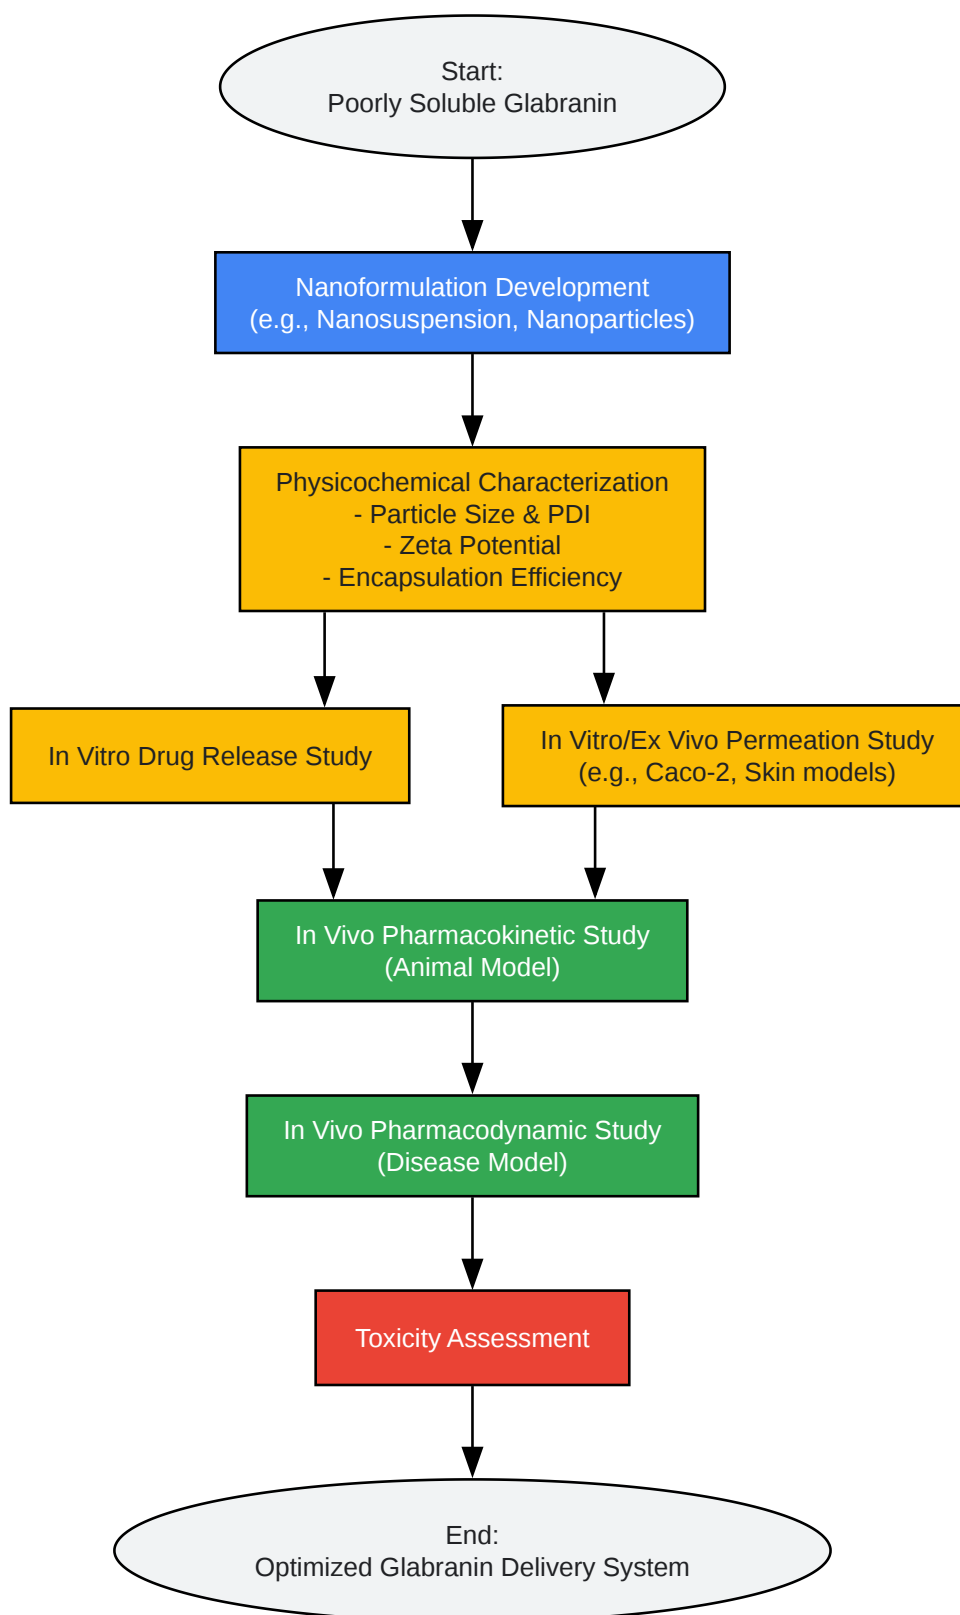 Start:
Poorly Soluble Glabranin
Nanoformulation Development
(e.g., Nanosuspension, Nanoparticles)
Physicochemical Characterization
- Particle Size & PDI
- Zeta Potential
- Encapsulation Efficiency
In Vitro Drug Release Study
In Vitro/Ex Vivo Permeation Study
(e.g., Caco-2, Skin models)
In Vivo Pharmacokinetic Study
(Animal Model)
In Vivo Pharmacodynamic Study
(Disease Model)
Toxicity Assessment
End:
Optimized Glabranin Delivery System